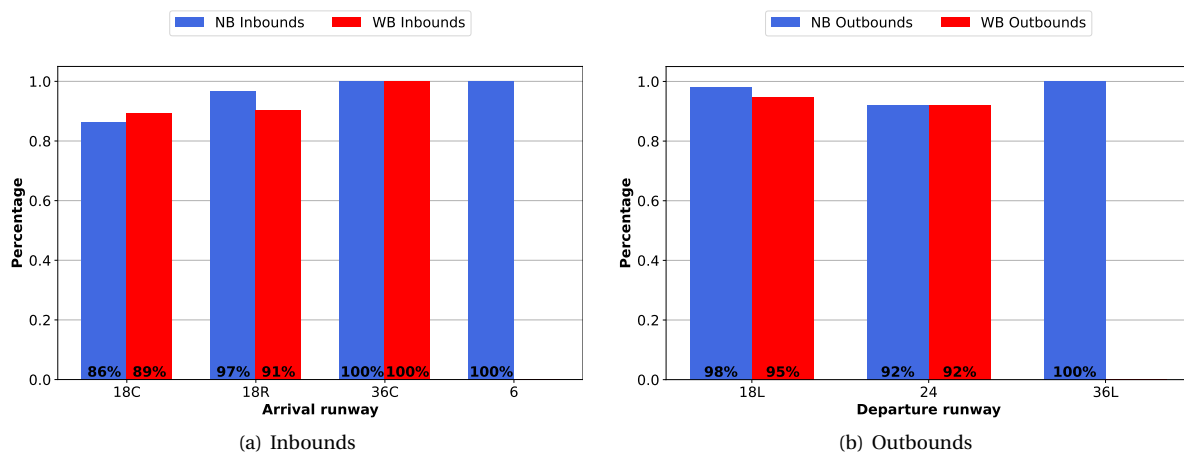 NB Inbounds WB Inbounds
1.0
0.8
0.6
0.4
0.2
0.0
Percentage
86% 89% 97% 91% 100% 100% 100%
18C 18R 36C 6
Arrival runway
(a) Inbounds
NB Outbounds WB Outbounds
1.0
0.8
0.6
0.4
0.2
0.0
Percentage
98% 95% 92% 92% 100%
18L 24 36L
Departure runway
(b) Outbounds